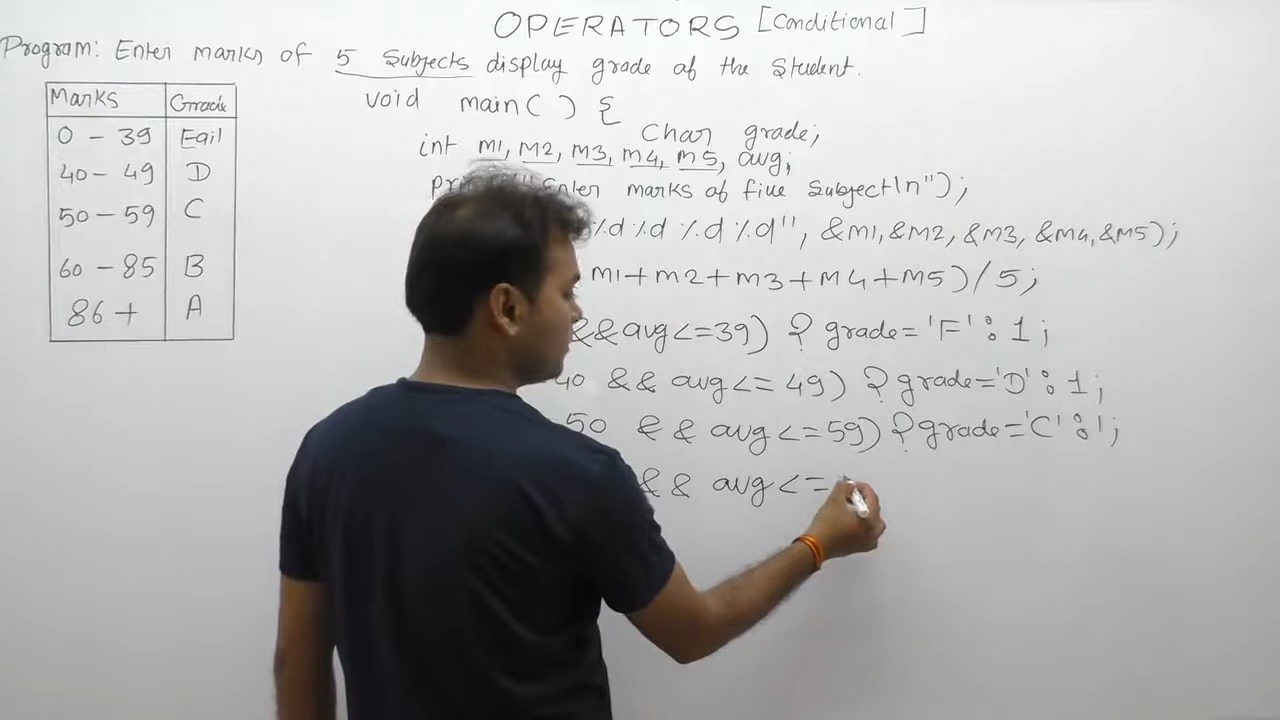 OPERATORS [Conditional]
Program: Enter marks of 5 Subjects display grade of the Student.
Marks Grade
0 - 39 Fail
40 - 49 D
50 - 59 C
60 - 85 B
86 + A
void main( ) {
Char grade;
int m1, m2, m3, m4, m5, avg;
Enter marks of five Subject\n");
%d %d %d %d", &m1, &m2, &m3, &m4, &m5);
m1+m2+m3+m4+m5)/5;
&& avg<=39) ? grade='F' : 1;
40 && avg<=49) ? grade='D' : 1;
50 && avg<=59) ? grade='C' : 1;
&& avg<=